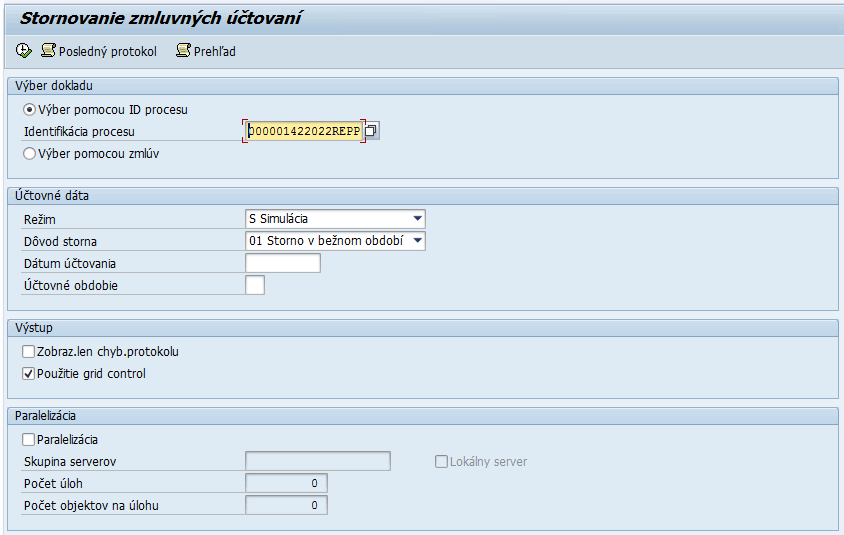 Stornovanie zmluvných účtovaní
Posledný protokol Prehľad
Výber dokladu
Výber pomocou ID procesu
Identifikácia procesu 000001422022REPP
Výber pomocou zmlúv
Účtovné dáta
Režim S Simulácia
Dôvod storna 01 Storno v bežnom období
Dátum účtovania
Účtovné obdobie
Výstup
Zobraz.len chyb.protokolu
Použitie grid control
Paralelizácia
Paralelizácia
Skupina serverov Lokálny server
Počet úloh 0
Počet objektov na úlohu 0